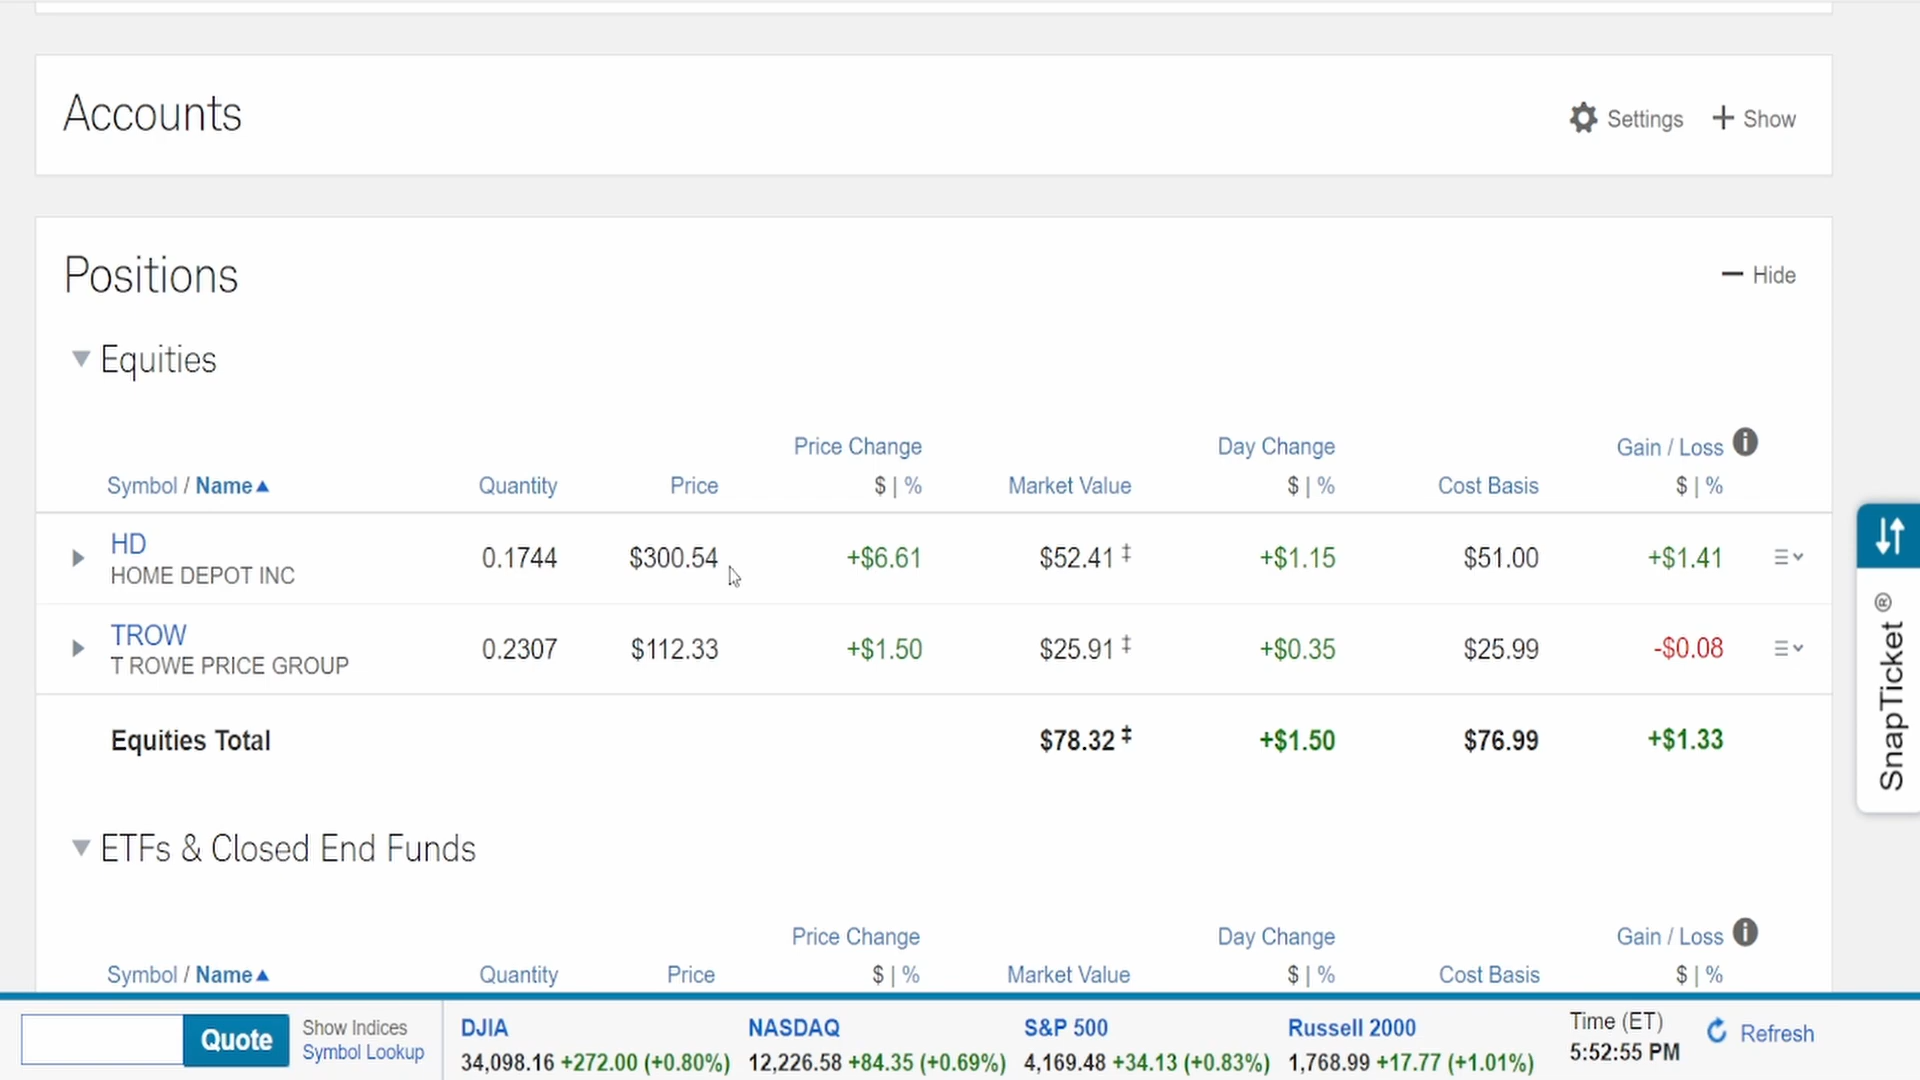 Accounts
Settings + Show
Positions
— Hide
Equities
Price Change Day Change Gain / Loss i
Symbol / Name▲ Quantity Price $ | % Market Value $ | % Cost Basis $ | %
HD 0.1744 $300.54 +$6.61 $52.41 ‡ +$1.15 $51.00 +$1.41
HOME DEPOT INC
TROW 0.2307 $112.33 +$1.50 $25.91 ‡ +$0.35 $25.99 -$0.08
T ROWE PRICE GROUP
Equities Total $78.32 ‡ +$1.50 $76.99 +$1.33
ETFs & Closed End Funds
Price Change Day Change Gain / Loss i
Symbol / Name▲ Quantity Price $ | % Market Value $ | % Cost Basis $ | %
SnapTicket ®
Quote
Show Indices
Symbol Lookup
DJIA
34,098.16 +272.00 (+0.80%)
NASDAQ
12,226.58 +84.35 (+0.69%)
S&P 500
4,169.48 +34.13 (+0.83%)
Russell 2000
1,768.99 +17.77 (+1.01%)
Time (ET)
5:52:55 PM
Refresh